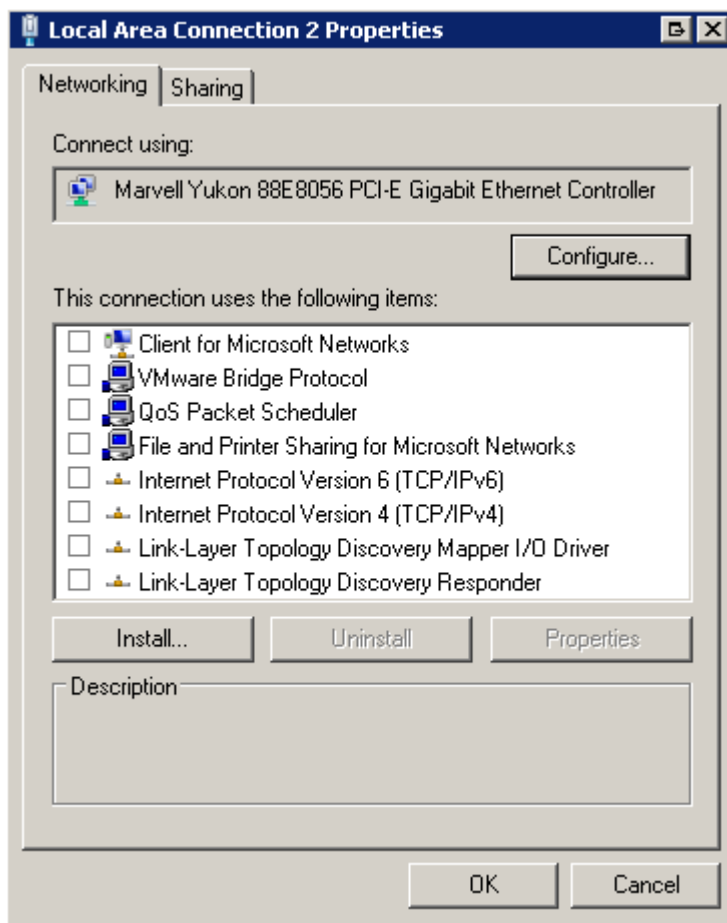 Local Area Connection 2 Properties
Networking
Sharing
Connect using:
Marvell Yukon 88E8056 PCI-E Gigabit Ethernet Controller
Configure...
This connection uses the following items:
Client for Microsoft Networks
VMware Bridge Protocol
QoS Packet Scheduler
File and Printer Sharing for Microsoft Networks
Internet Protocol Version 6 (TCP/IPv6)
Internet Protocol Version 4 (TCP/IPv4)
Link-Layer Topology Discovery Mapper I/O Driver
Link-Layer Topology Discovery Responder
Install...
Uninstall
Properties
Description
OK
Cancel